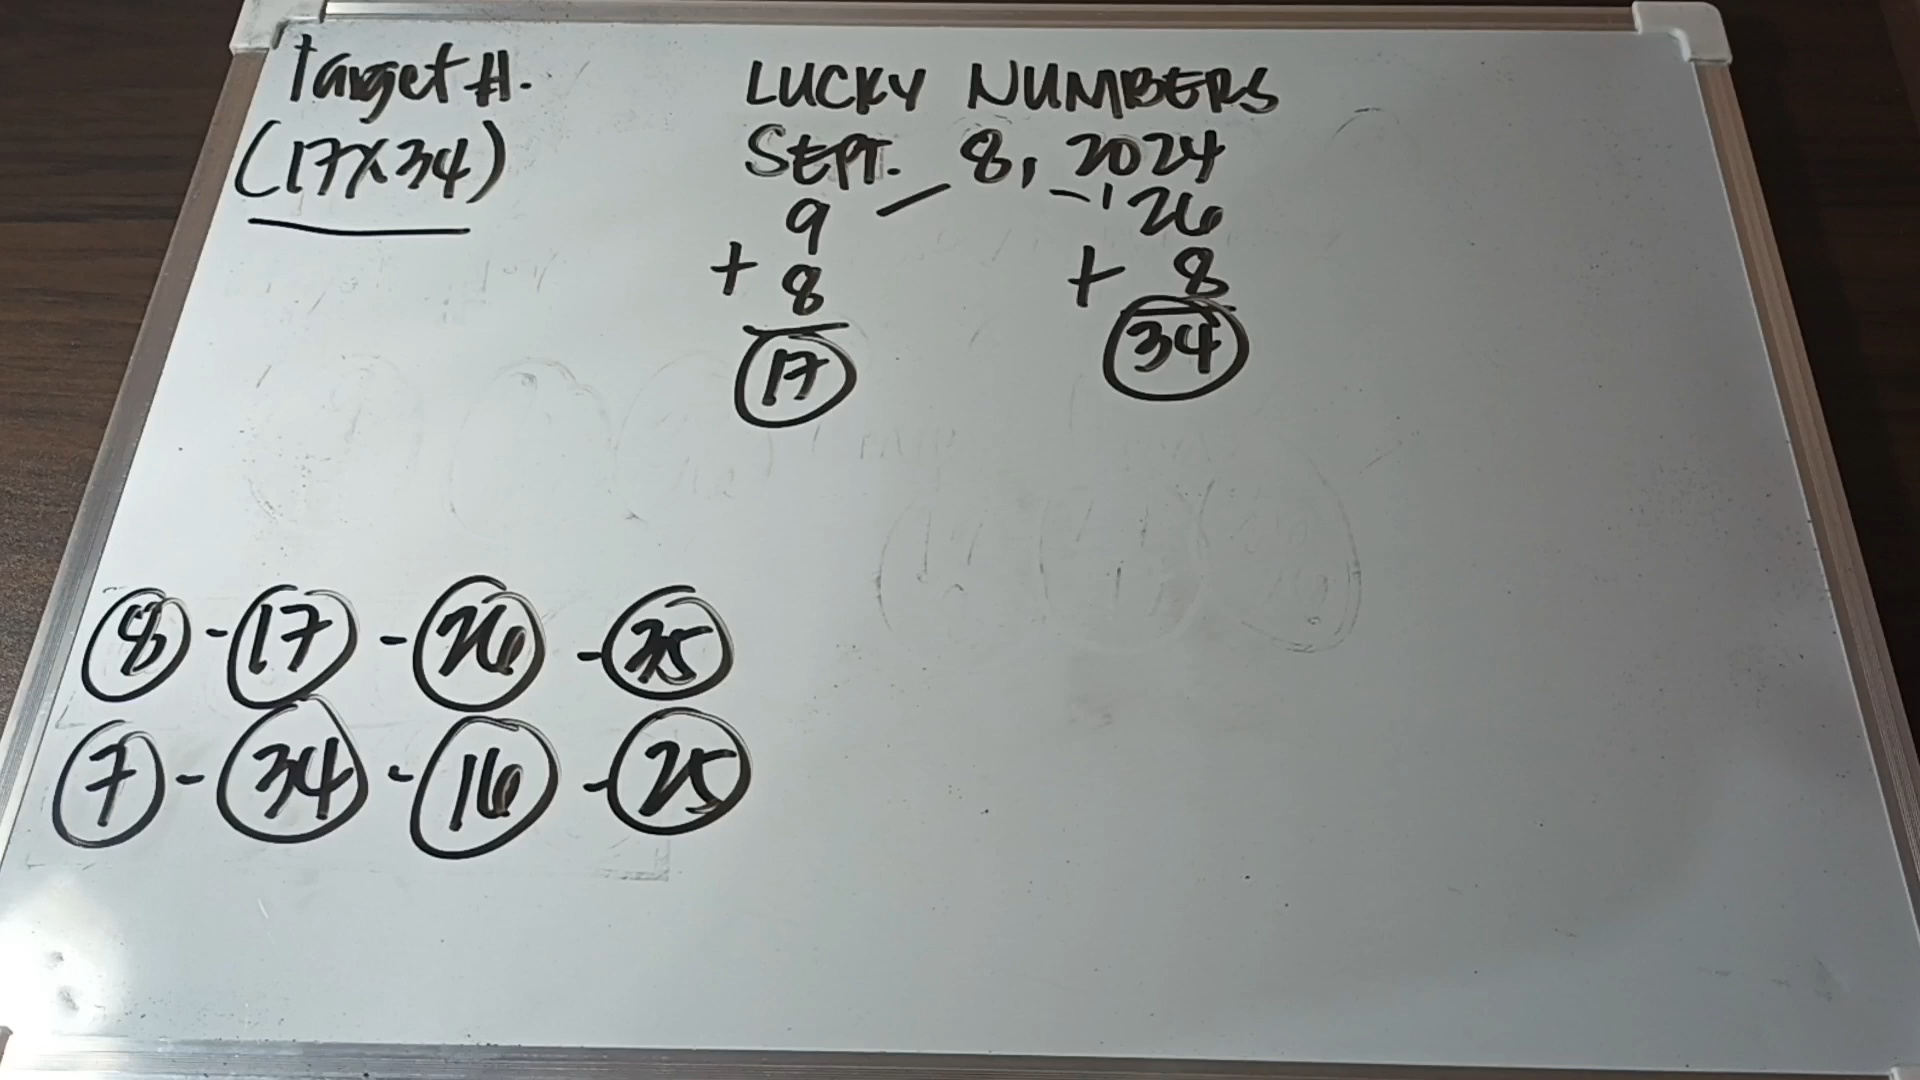 Target #.
(17x34)
LUCKY NUMBERS
SEPT. 8, 2024
9 26
+ 8 + 8
17 34
8 - 17 - 26 - 35
7 - 34 - 16 - 25